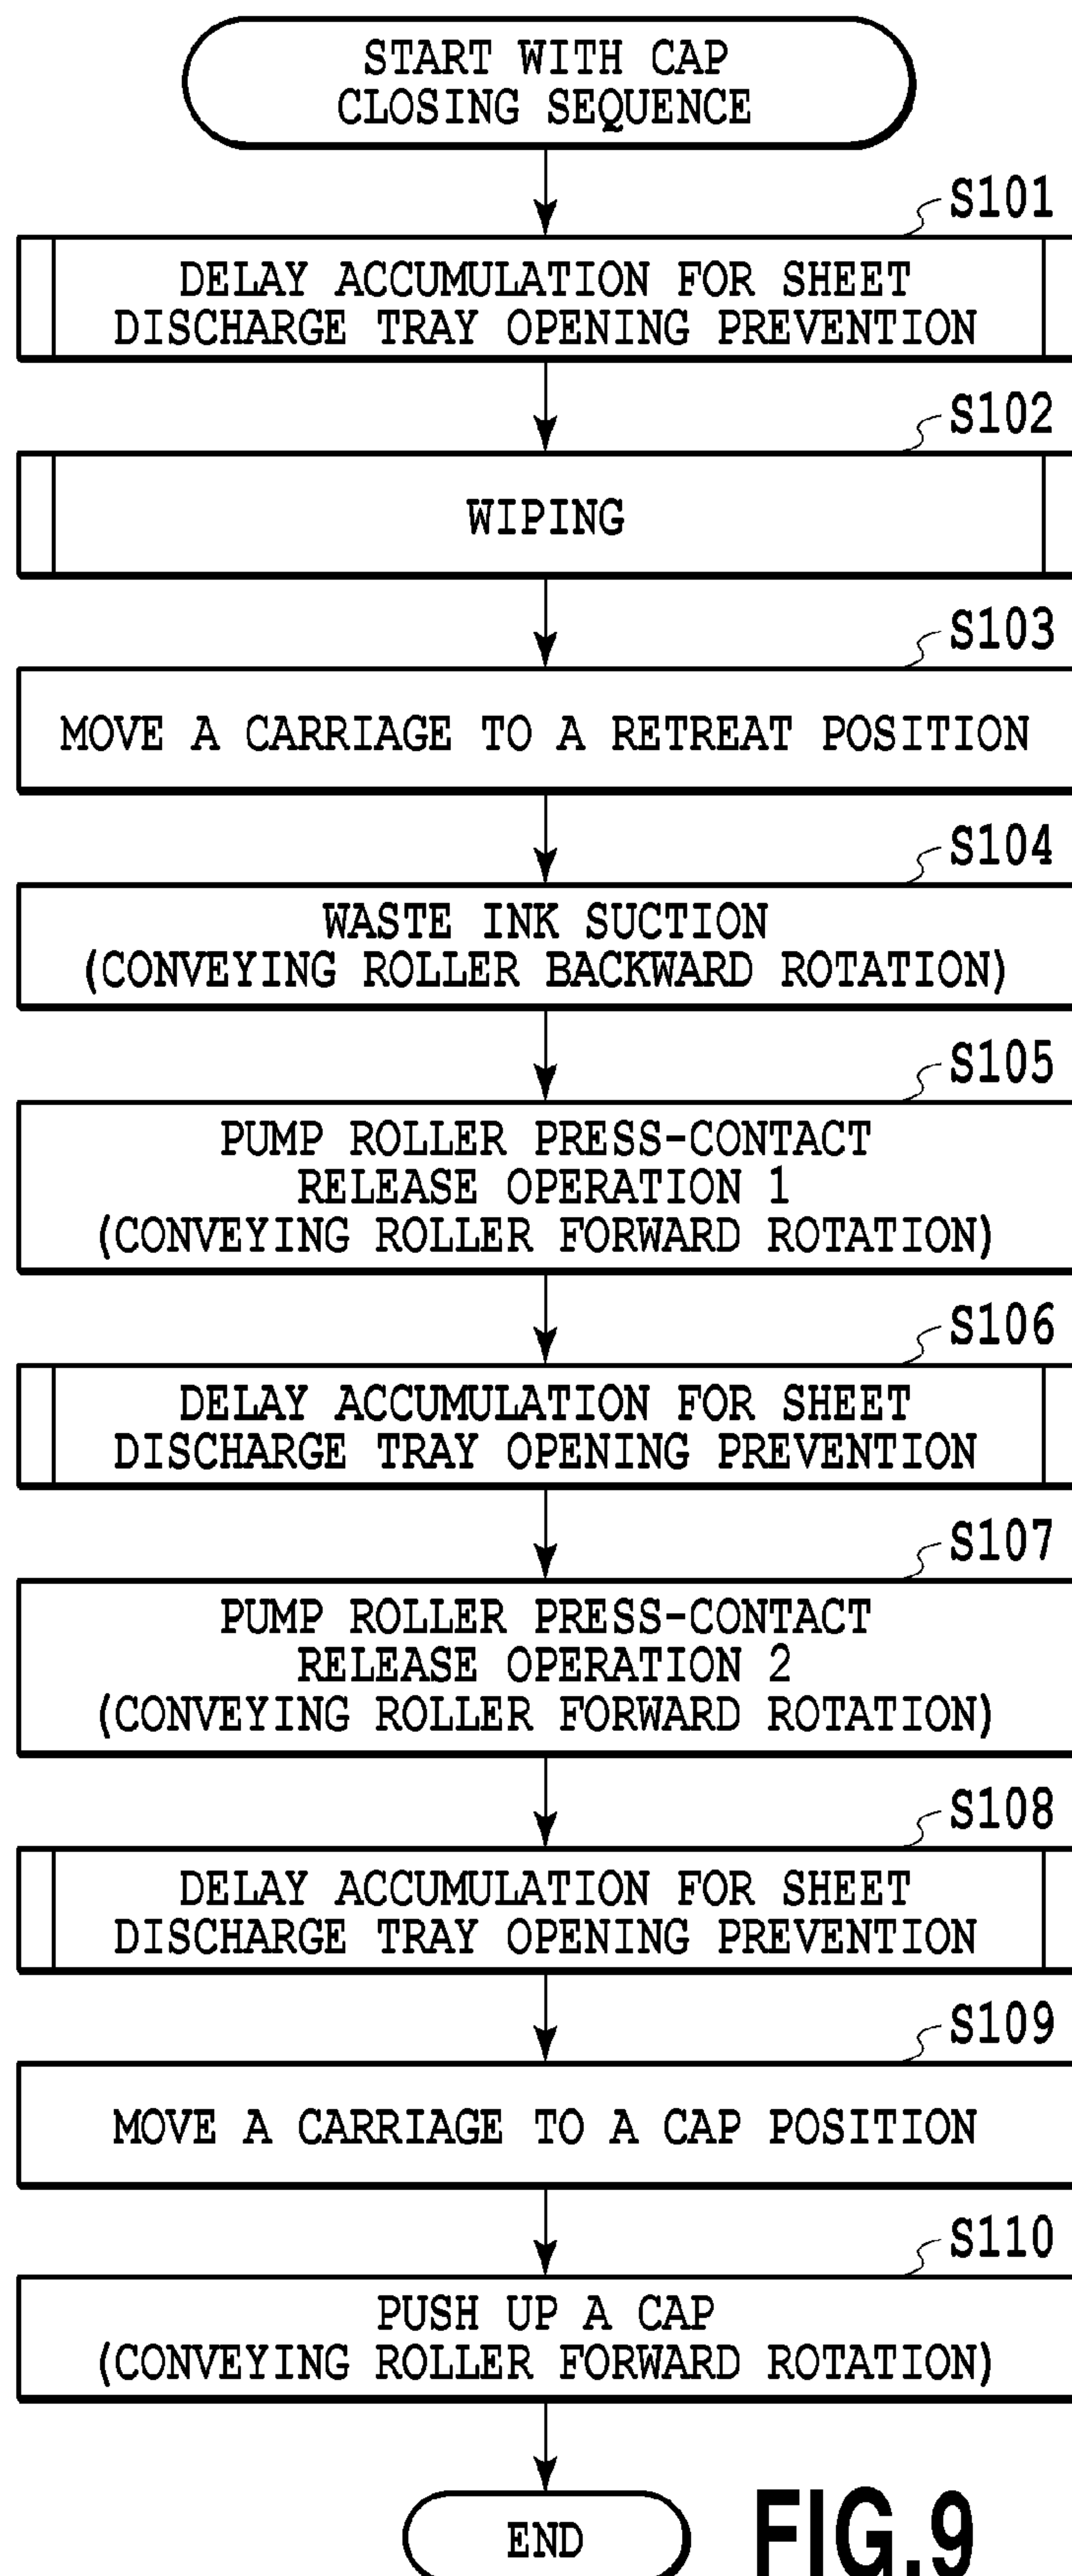 START WITH CAP
CLOSING SEQUENCE
S101
DELAY ACCUMULATION FOR SHEET
DISCHARGE TRAY OPENING PREVENTION
S102
WIPING
S103
MOVE A CARRIAGE TO A RETREAT POSITION
S104
WASTE INK SUCTION
(CONVEYING ROLLER BACKWARD ROTATION)
S105
PUMP ROLLER PRESS-CONTACT
RELEASE OPERATION 1
(CONVEYING ROLLER FORWARD ROTATION)
S106
DELAY ACCUMULATION FOR SHEET
DISCHARGE TRAY OPENING PREVENTION
S107
PUMP ROLLER PRESS-CONTACT
RELEASE OPERATION 2
(CONVEYING ROLLER FORWARD ROTATION)
S108
DELAY ACCUMULATION FOR SHEET
DISCHARGE TRAY OPENING PREVENTION
S109
MOVE A CARRIAGE TO A CAP POSITION
S110
PUSH UP A CAP
(CONVEYING ROLLER FORWARD ROTATION)
END
FIG.9